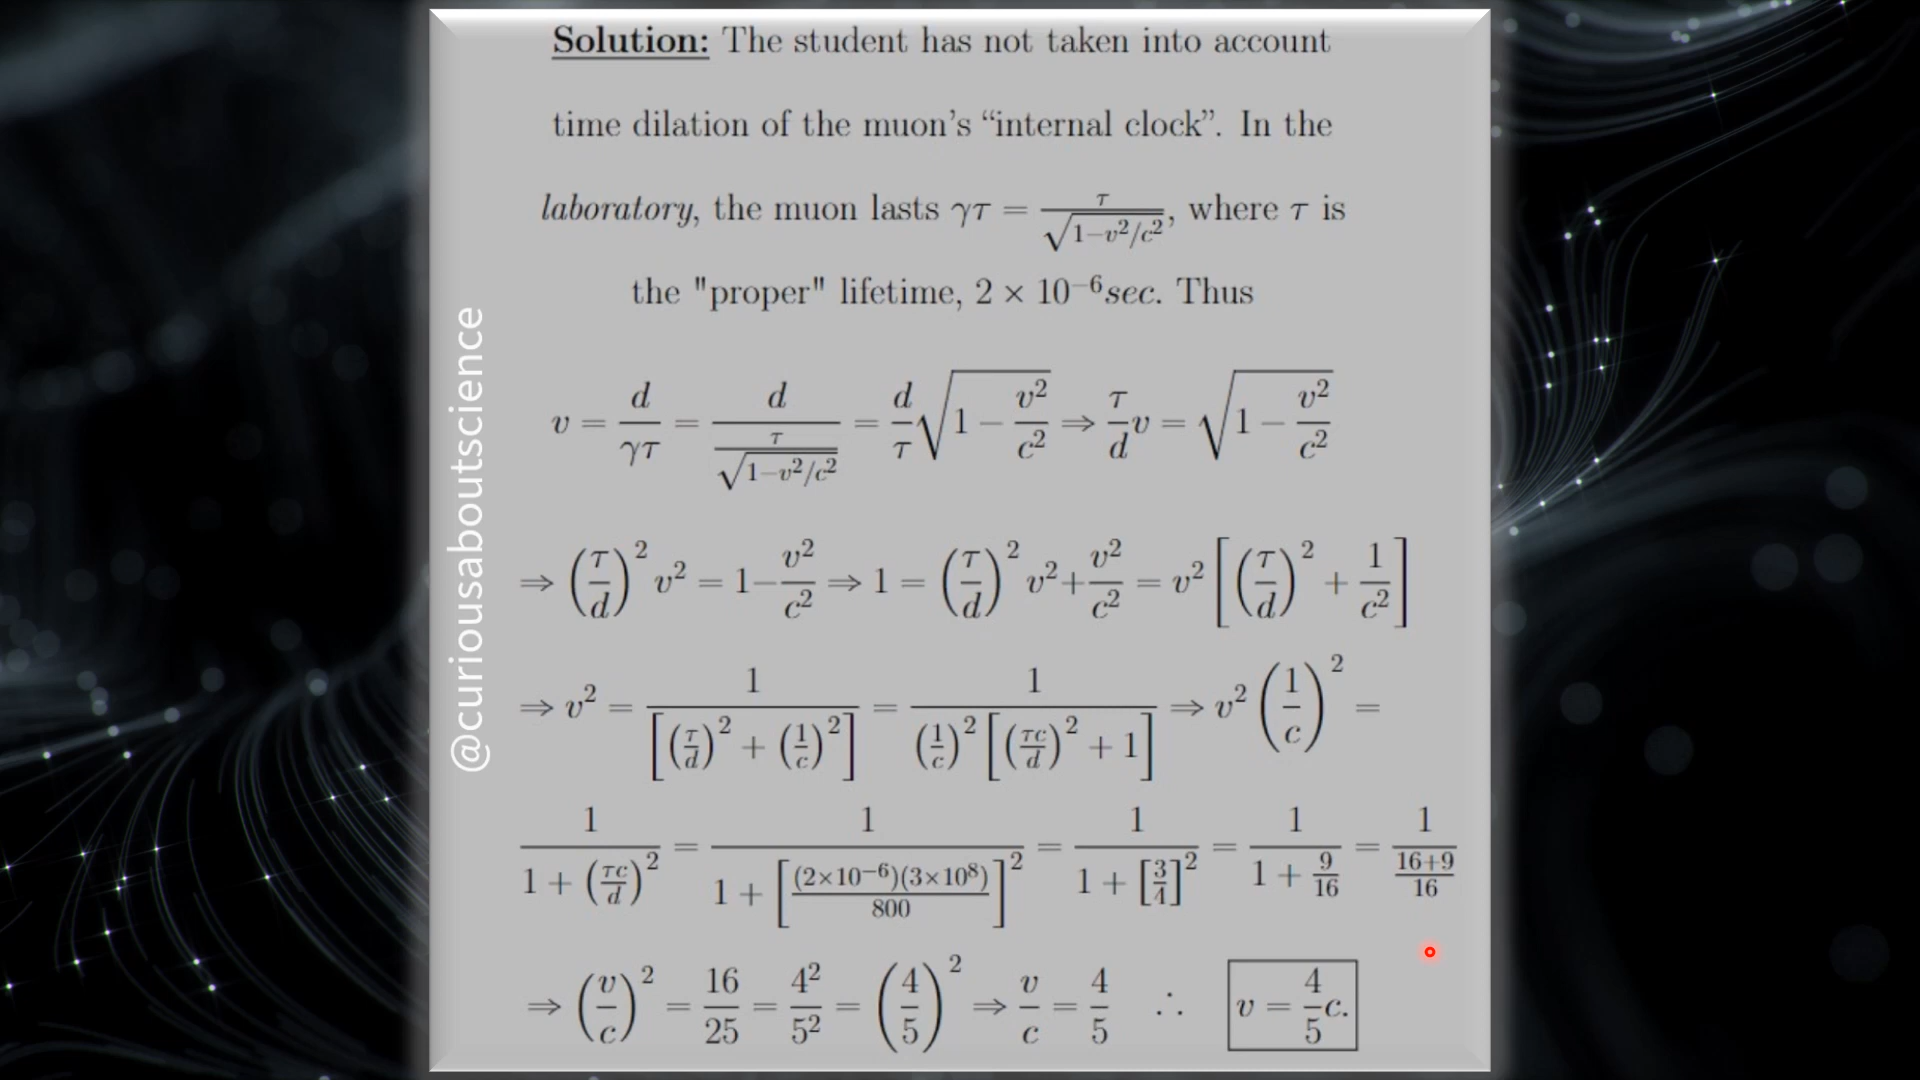 Solution: The student has not taken into account
time dilation of the muon's “internal clock”. In the
laboratory, the muon lasts γτ = τ/√(1−v²/c²), where τ is
the "proper" lifetime, 2 × 10⁻⁶sec. Thus
v = d/(γτ) = d/(τ/√(1−v²/c²)) = (d/τ)√(1 − v²/c²) ⇒ (τ/d)v = √(1 − v²/c²)
⇒ (τ/d)² v² = 1 − v²/c² ⇒ 1 = (τ/d)² v² + v²/c² = v² [(τ/d)² + 1/c²]
⇒ v² = 1/[(τ/d)² + (1/c)²] = 1/((1/c)² [(τc/d)² + 1]) ⇒ v² (1/c)² =
1/(1 + (τc/d)²) = 1/(1 + [(2×10⁻⁶)(3×10⁸)/800]²) = 1/(1 + [3/4]²) = 1/(1 + 9/16) = 1/((16+9)/16)
⇒ (v/c)² = 16/25 = 4²/5² = (4/5)² ⇒ v/c = 4/5 ∴ v = (4/5)c.
@curiousaboutscience